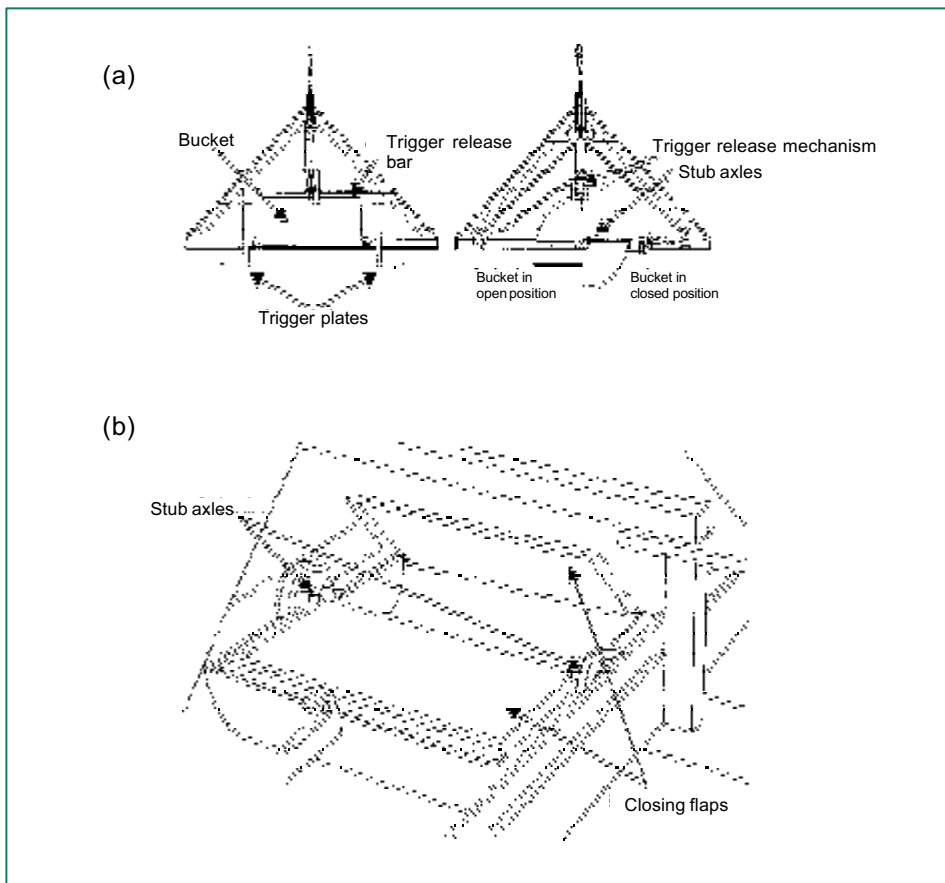 (a)
Bucket
Trigger release
bar
Trigger plates
Trigger release mechanism
Stub axles
Bucket in
open position
Bucket in
closed position
(b)
Stub axles
Closing flaps